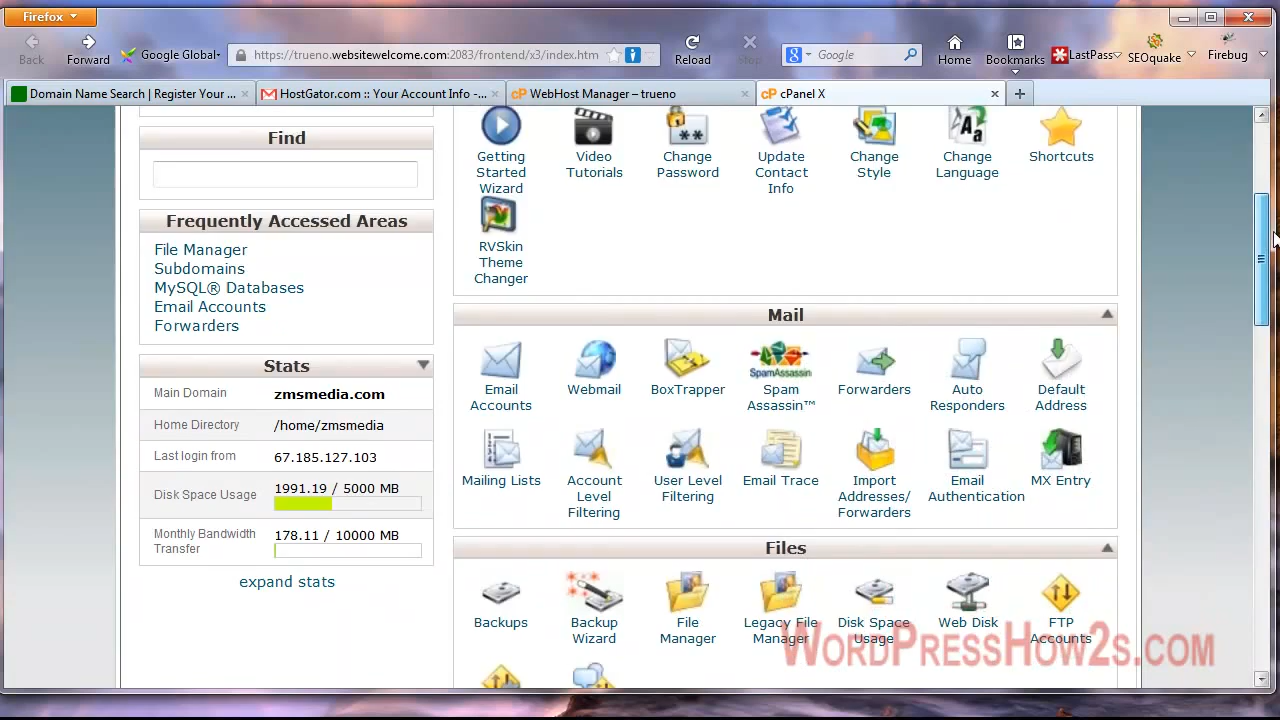 Firefox
Back
Forward
Google Global
https://trueno.websitewelcome.com:2083/frontend/x3/index.htm
Reload
Stop
Google
Home
Bookmarks
LastPass
SEOquake
Firebug
Domain Name Search | Register Your ...
HostGator.com :: Your Account Info -...
WebHost Manager – trueno
cPanel X
Find
Frequently Accessed Areas
File Manager
Subdomains
MySQL® Databases
Email Accounts
Forwarders
Stats
Main Domain
zmsmedia.com
Home Directory
/home/zmsmedia
Last login from
67.185.127.103
Disk Space Usage
1991.19 / 5000 MB
Monthly Bandwidth
Transfer
178.11 / 10000 MB
expand stats
Getting
Started
Wizard
Video
Tutorials
Change
Password
Update
Contact
Info
Change
Style
Change
Language
Shortcuts
RVSkin
Theme
Changer
Mail
Email
Accounts
Webmail
BoxTrapper
SpamAssassin
Spam
Assassin™
Forwarders
Auto
Responders
Default
Address
Mailing Lists
Account
Level
Filtering
User Level
Filtering
Email Trace
Import
Addresses/
Forwarders
Email
Authentication
MX Entry
Files
Backups
Backup
Wizard
File
Manager
Legacy File
Manager
Disk Space
Usage
Web Disk
FTP
Accounts
WordPressHow2s.com